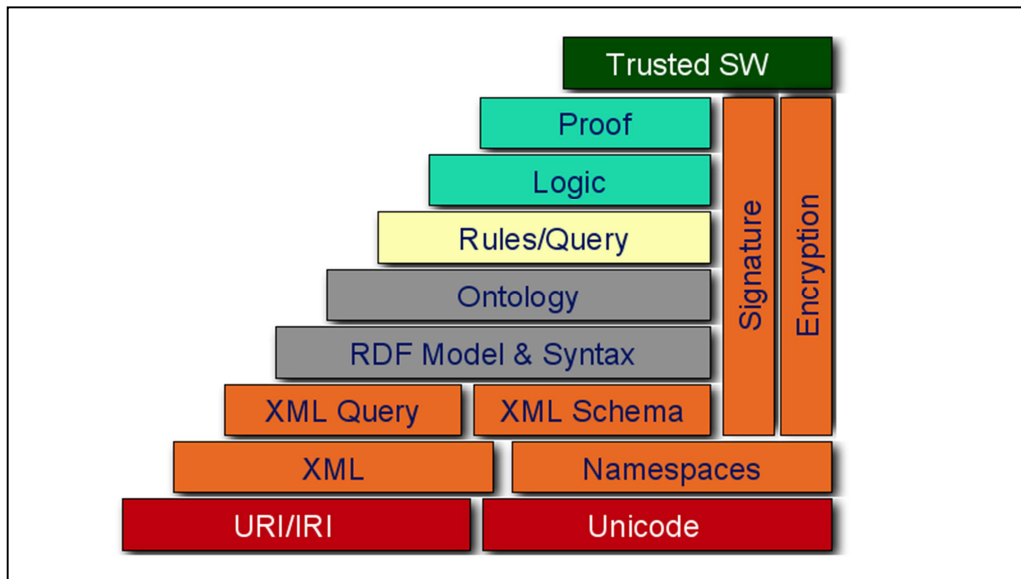 Trusted SW
Proof
Logic
Rules/Query
Ontology
RDF Model & Syntax
XML Query
XML Schema
Signature
Encryption
XML
Namespaces
URI/IRI
Unicode